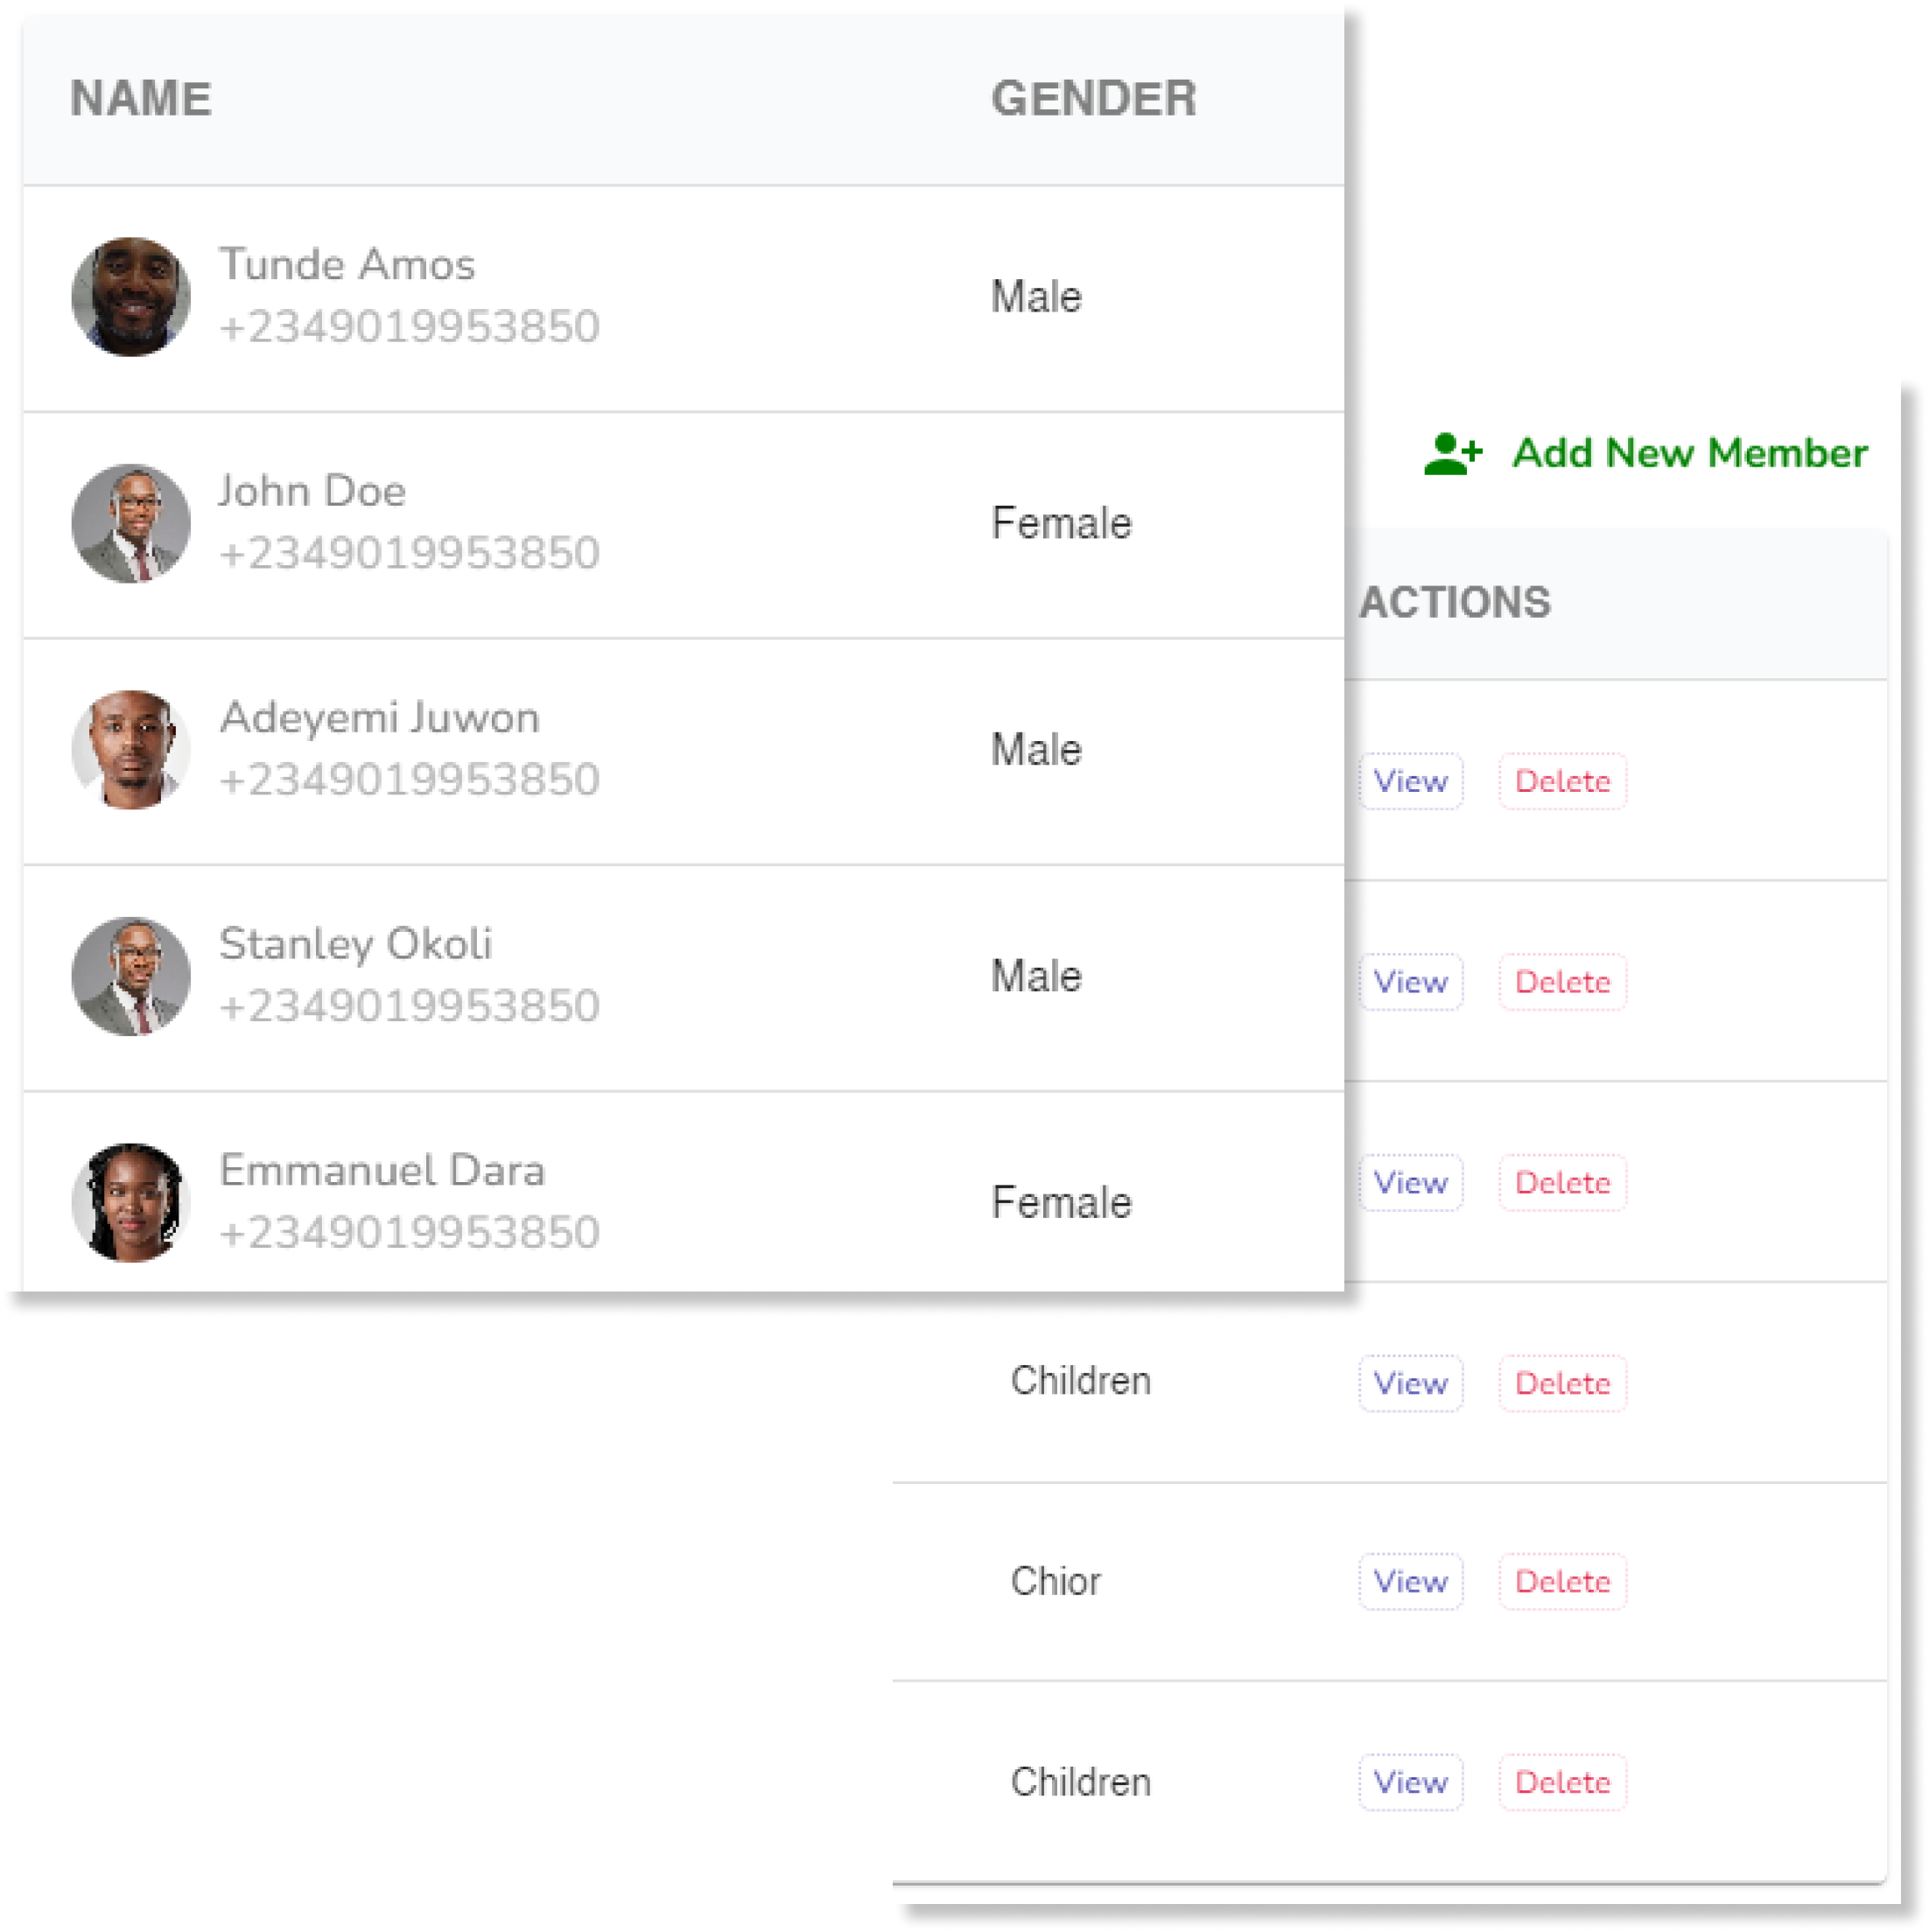 NAME GENDER
Tunde Amos
+2349019953850
Male
John Doe
+2349019953850
Female
Adeyemi Juwon
+2349019953850
Male
Stanley Okoli
+2349019953850
Male
Emmanuel Dara
+2349019953850
Female
Add New Member
ACTIONS
View Delete
View Delete
View Delete
Children View Delete
Chior View Delete
Children View Delete